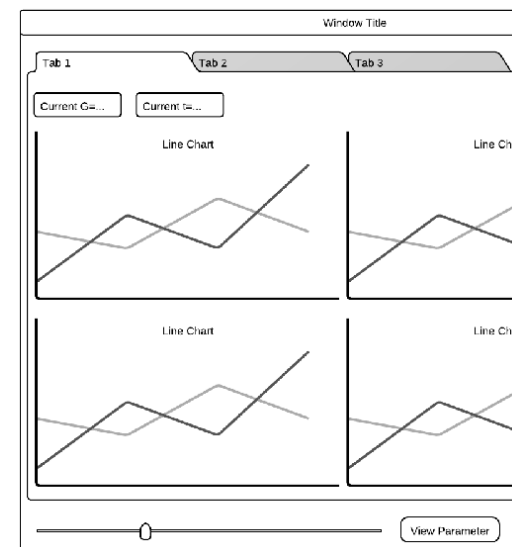 Window Title
Tab 1 Tab 2 Tab 3
Current G=... Current t=...
Line Chart Line Ch
Line Chart Line Ch
View Parameter